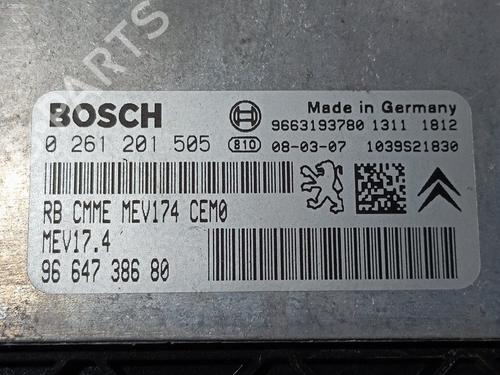 PARTS
BOSCH
Made in Germany
9663193780 1311 1812
0 261 201 505 810 08-03-07 1039S21830
RB CMME MEV174 CEM0
MEV17.4
96 647 386 80